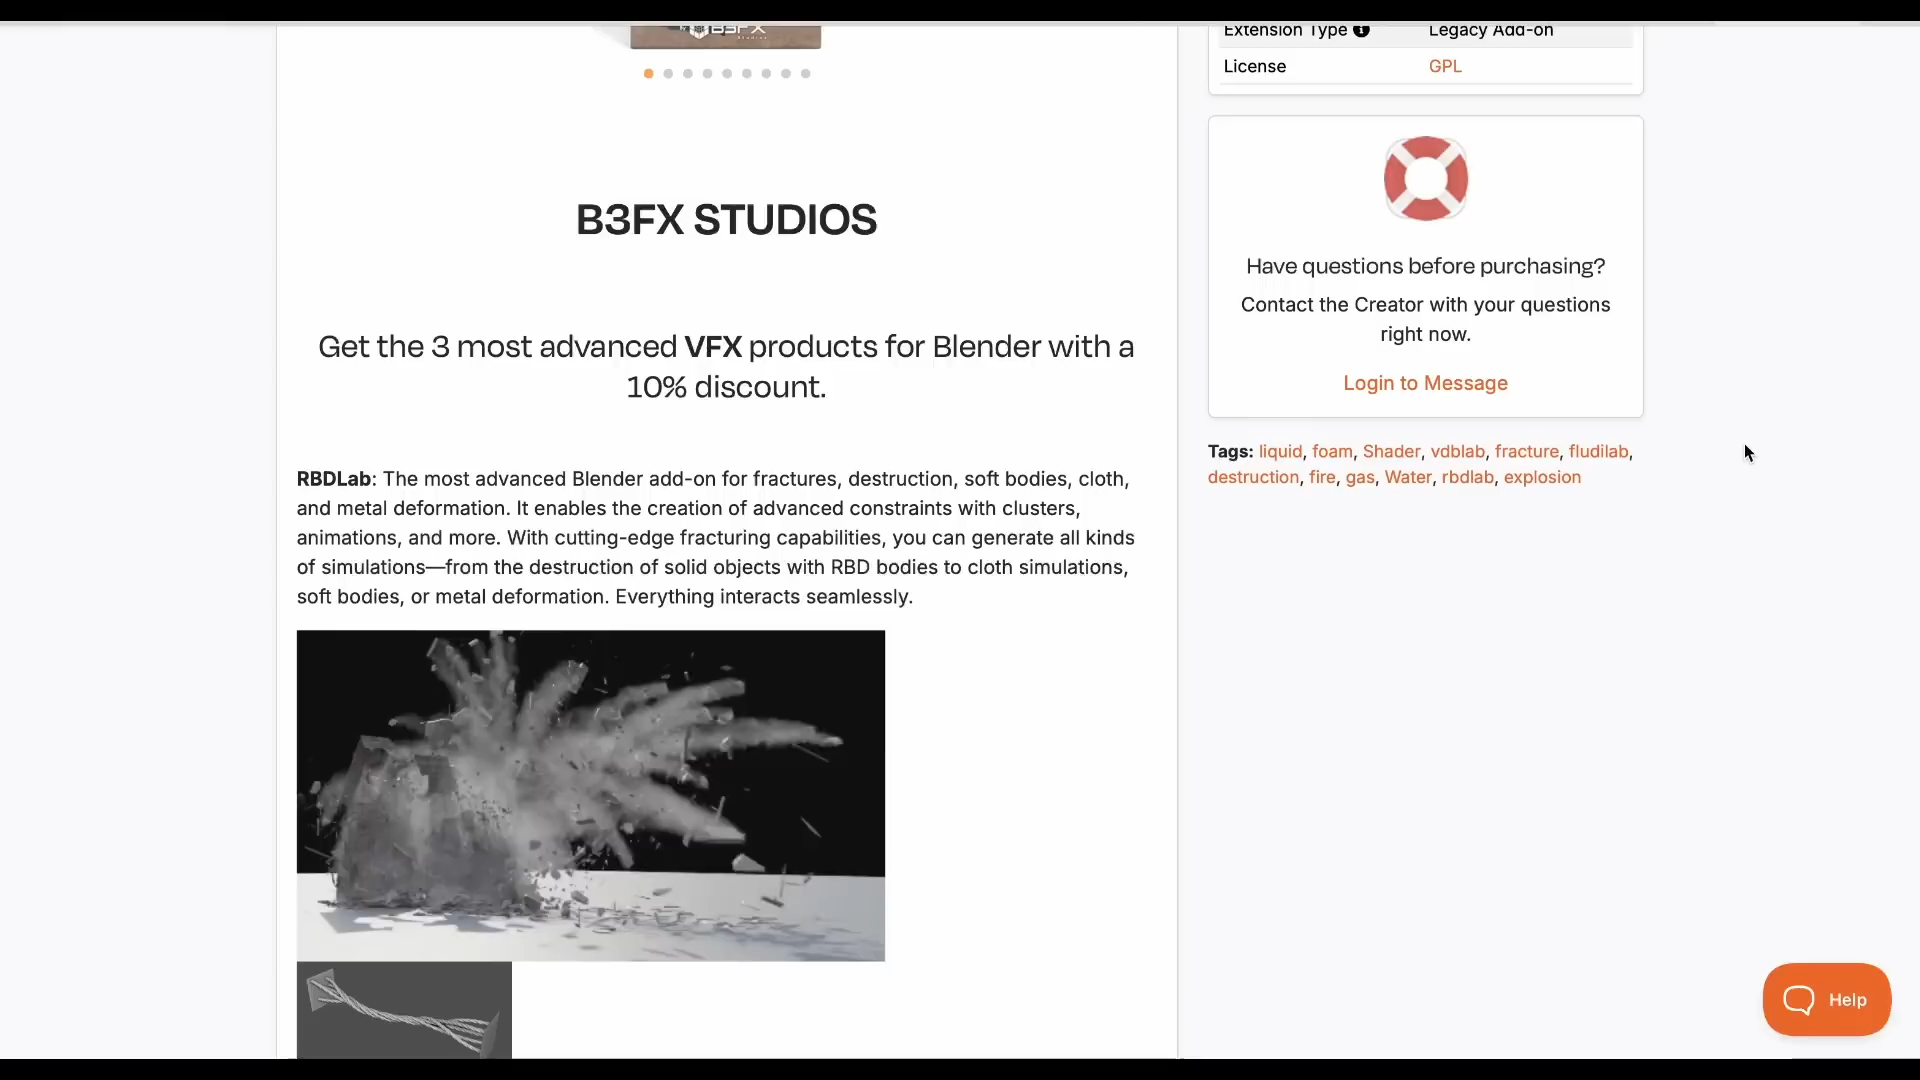 B3FX
Studios
Extension Type
Legacy Add-on
License
GPL
B3FX STUDIOS
Get the 3 most advanced VFX products for Blender with a
10% discount.
RBDLab: The most advanced Blender add-on for fractures, destruction, soft bodies, cloth,
and metal deformation. It enables the creation of advanced constraints with clusters,
animations, and more. With cutting-edge fracturing capabilities, you can generate all kinds
of simulations—from the destruction of solid objects with RBD bodies to cloth simulations,
soft bodies, or metal deformation. Everything interacts seamlessly.
Have questions before purchasing?
Contact the Creator with your questions
right now.
Login to Message
Tags: liquid, foam, Shader, vdblab, fracture, fludilab,
destruction, fire, gas, Water, rbdlab, explosion
Help